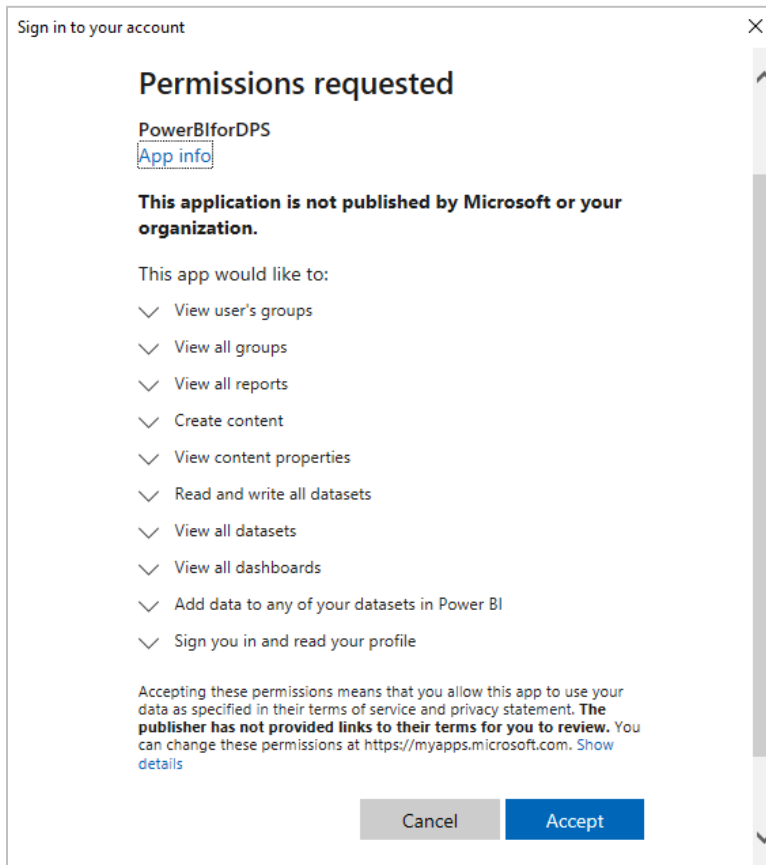 Sign in to your account
Permissions requested
PowerBIforDPS
App info
This application is not published by Microsoft or your
organization.
This app would like to:
View user's groups
View all groups
View all reports
Create content
View content properties
Read and write all datasets
View all datasets
View all dashboards
Add data to any of your datasets in Power BI
Sign you in and read your profile
Accepting these permissions means that you allow this app to use your
data as specified in their terms of service and privacy statement. The
publisher has not provided links to their terms for you to review. You
can change these permissions at https://myapps.microsoft.com. Show
details
Cancel Accept